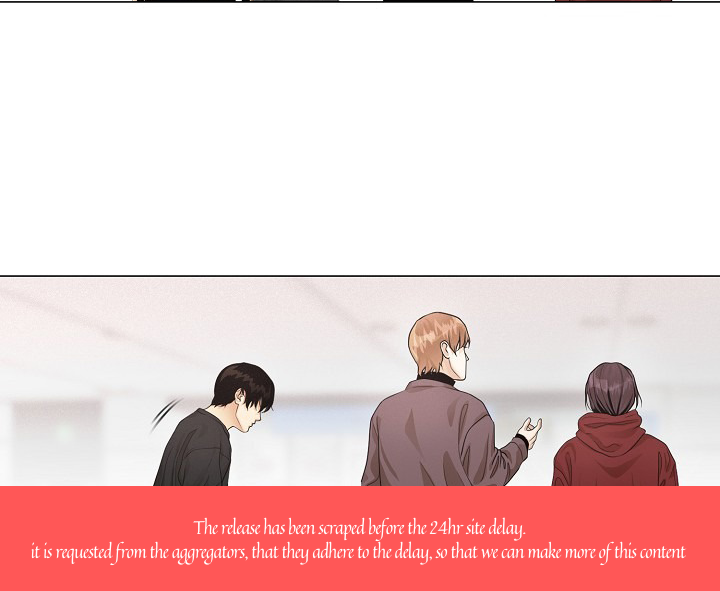 The release has been scraped before the 24hr site delay.
it is requested from the aggregators, that they adhere to the delay, so that we can make more of this content